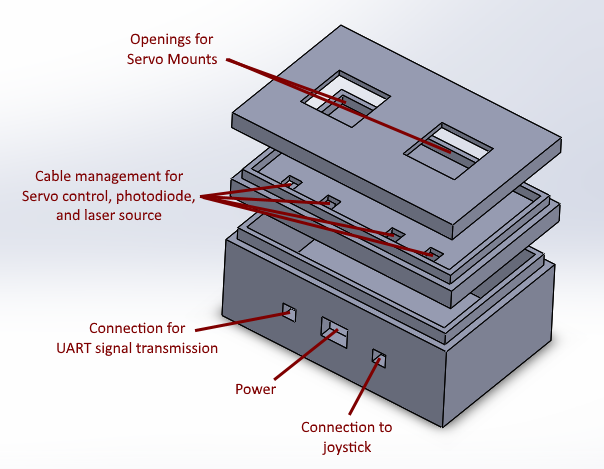 Openings for
Servo Mounts
Cable management for
Servo control, photodiode,
and laser source
Connection for
UART signal transmission
Power
Connection to
joystick